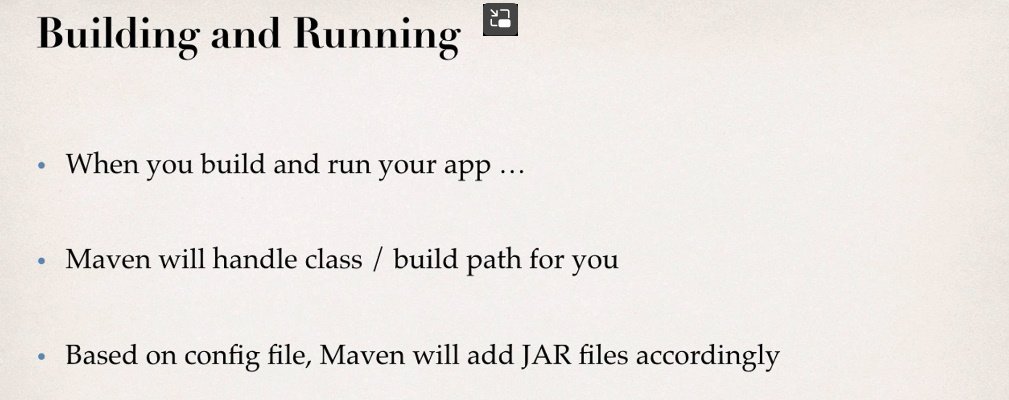 Building and Running
When you build and run your app …
Maven will handle class / build path for you
Based on config file, Maven will add JAR files accordingly